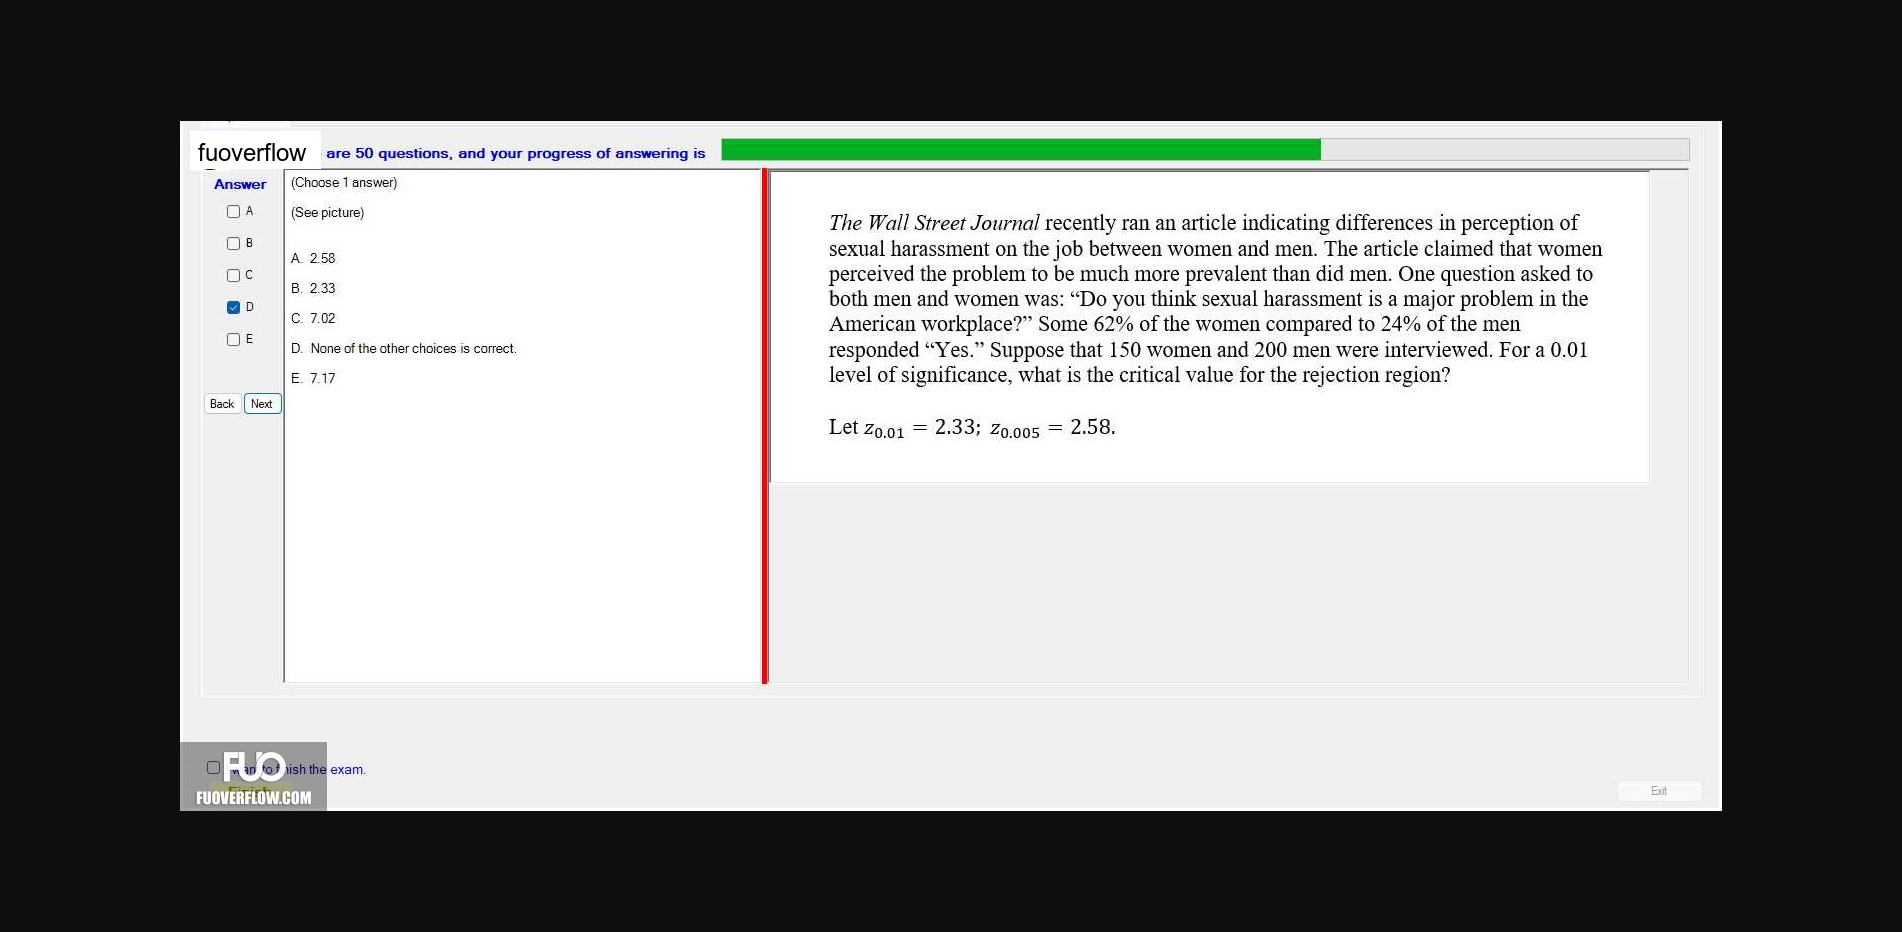 fuoverflow are 50 questions, and your progress of answering is
Answer
A
B
C
D
E
Back Next
(Choose 1 answer)
(See picture)
A. 2.58
B. 2.33
C. 7.02
D. None of the other choices is correct.
E. 7.17
The Wall Street Journal recently ran an article indicating differences in perception of
sexual harassment on the job between women and men. The article claimed that women
perceived the problem to be much more prevalent than did men. One question asked to
both men and women was: “Do you think sexual harassment is a major problem in the
American workplace?” Some 62% of the women compared to 24% of the men
responded “Yes.” Suppose that 150 women and 200 men were interviewed. For a 0.01
level of significance, what is the critical value for the rejection region?
Let z0.01 = 2.33; z0.005 = 2.58.
FUO
want to finish the exam.
Finish
FUOVERFLOW.COM
Exit